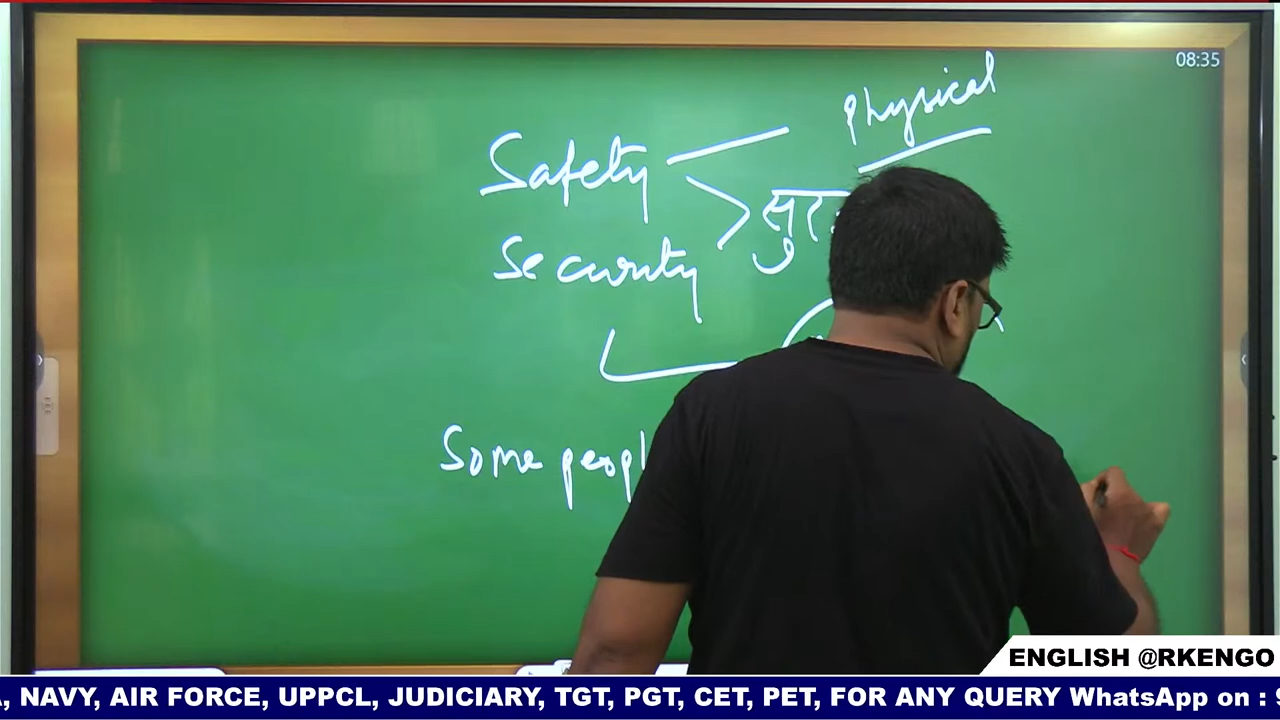 08:35
Physical
Safety
सुर
Security
Some peopl
ENGLISH @RKENGO
, NAVY, AIR FORCE, UPPCL, JUDICIARY, TGT, PGT, CET, PET, FOR ANY QUERY WhatsApp on :